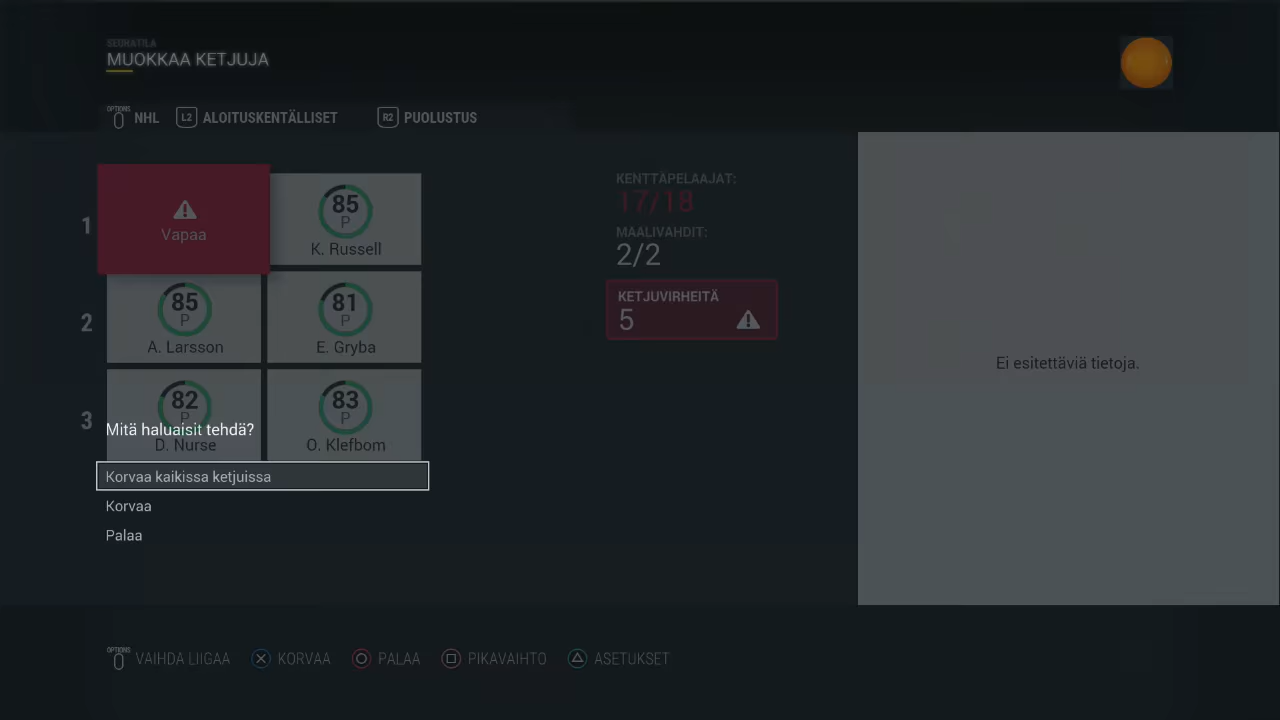 SEURATILA
MUOKKAA KETJUJA
OPTIONS NHL L2 ALOITUSKENTÄLLISET R2 PUOLUSTUS
1
Vapaa
85
P
K. Russell
2
85
P
A. Larsson
81
P
E. Gryba
3
82
P
D. Nurse
83
P
O. Klefbom
KENTTÄPELAAJAT:
17/18
MAALIVAHDIT:
2/2
KETJUVIRHEITÄ
5
Ei esitettäviä tietoja.
Mitä haluaisit tehdä?
Korvaa kaikissa ketjuissa
Korvaa
Palaa
OPTIONS VAIHDA LIIGAA KORVAA PALAA PIKAVAIHTO ASETUKSET